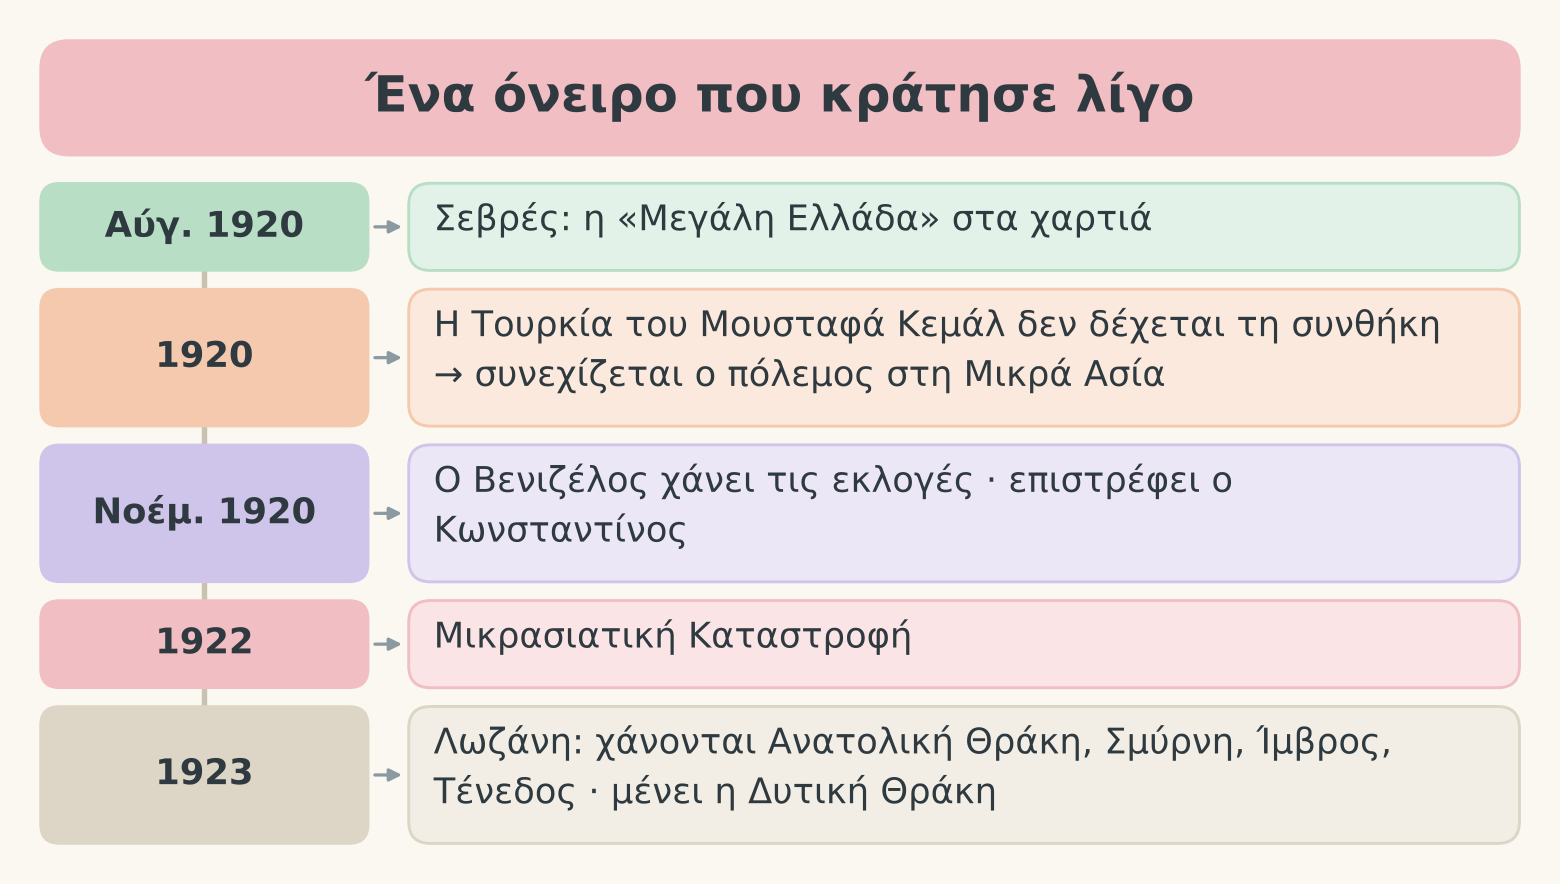 Ένα όνειρο που κράτησε λίγο
Αύγ. 1920
Σεβρές: η «Μεγάλη Ελλάδα» στα χαρτιά
1920
Η Τουρκία του Μουσταφά Κεμάλ δεν δέχεται τη συνθήκη
→ συνεχίζεται ο πόλεμος στη Μικρά Ασία
Νοέμ. 1920
Ο Βενιζέλος χάνει τις εκλογές · επιστρέφει ο
Κωνσταντίνος
1922
Μικρασιατική Καταστροφή
1923
Λωζάνη: χάνονται Ανατολική Θράκη, Σμύρνη, Ίμβρος,
Τένεδος · μένει η Δυτική Θράκη